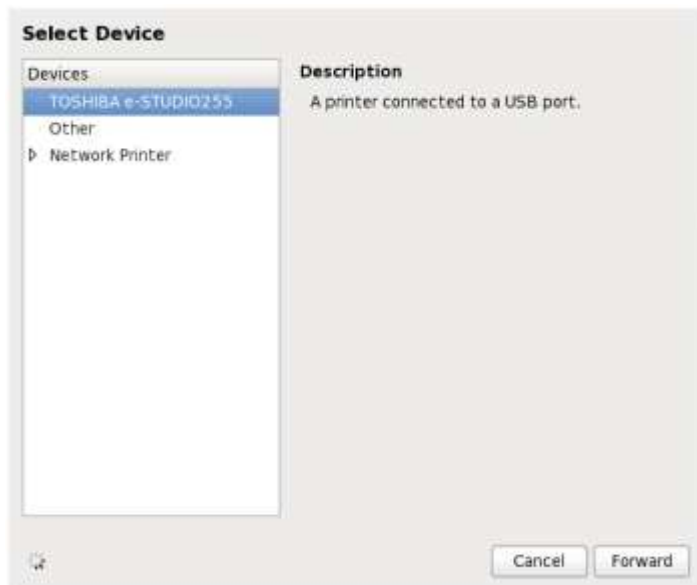 Select Device
Devices
TOSHIBA e-STUDIO255
Other
Network Printer
Description
A printer connected to a USB port.
Cancel
Forward